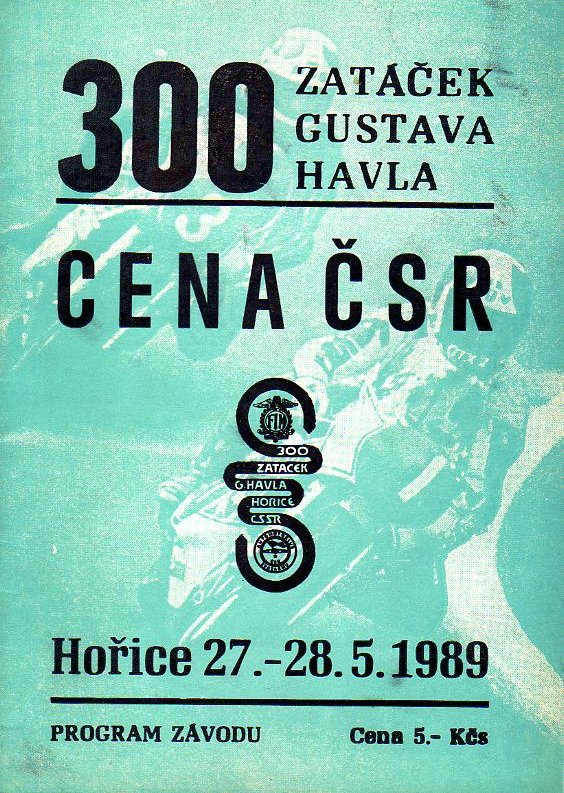 300
ZATÁČEK
GUSTAVA
HAVLA
CENA ČSR
FIM
300
ZATÁČEK
G.HAVLA
HOŘICE
ČSSR
Hořice 27.-28.5.1989
PROGRAM ZÁVODU Cena 5.- Kčs